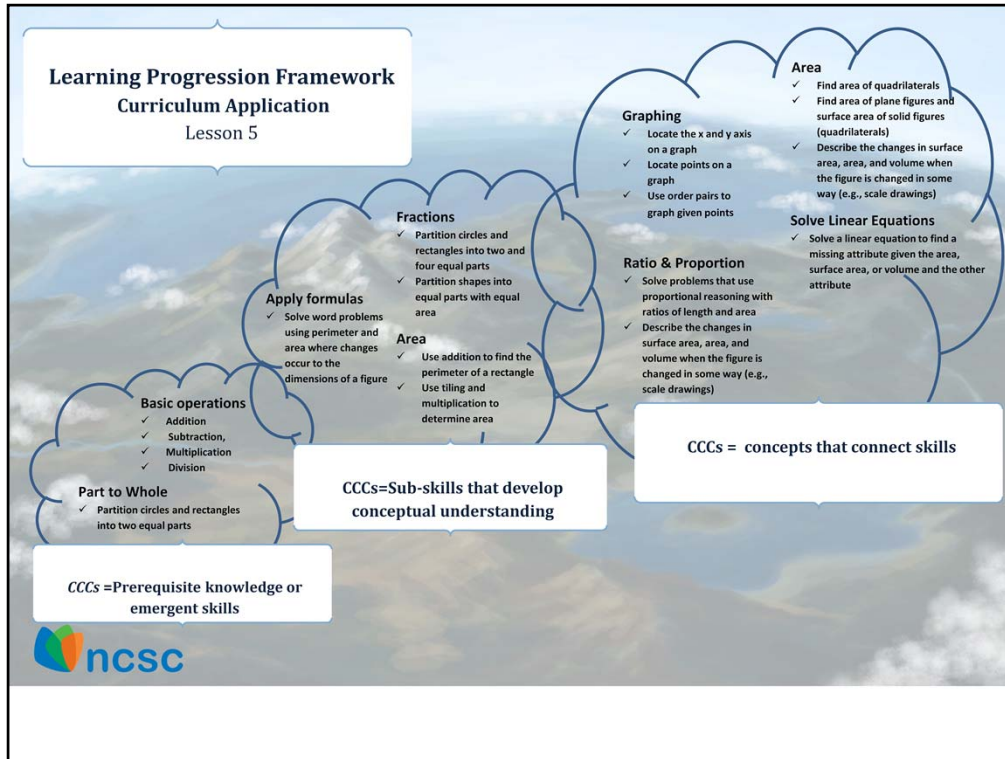 Learning Progression Framework
Curriculum Application
Lesson 5
Basic operations
✓ Addition
✓ Subtraction,
✓ Multiplication
✓ Division
Part to Whole
✓ Partition circles and rectangles
into two equal parts
CCCs =Prerequisite knowledge or
emergent skills
Apply formulas
✓ Solve word problems
using perimeter and
area where changes
occur to the
dimensions of a figure
Fractions
✓ Partition circles and
rectangles into two and
four equal parts
✓ Partition shapes into
equal parts with equal
area
Area
✓ Use addition to find the
perimeter of a rectangle
✓ Use tiling and
multiplication to
determine area
CCCs=Sub-skills that develop
conceptual understanding
Graphing
✓ Locate the x and y axis
on a graph
✓ Locate points on a
graph
✓ Use order pairs to
graph given points
Ratio & Proportion
✓ Solve problems that use
proportional reasoning with
ratios of length and area
✓ Describe the changes in
surface area, area, and
volume when the figure is
changed in some way (e.g.,
scale drawings)
Area
✓ Find area of quadrilaterals
✓ Find area of plane figures and
surface area of solid figures
(quadrilaterals)
✓ Describe the changes in surface
area, area, and volume when
the figure is changed in some
way (e.g., scale drawings)
Solve Linear Equations
✓ Solve a linear equation to find a
missing attribute given the area,
surface area, or volume and the other
attribute
CCCs = concepts that connect skills
ncsc